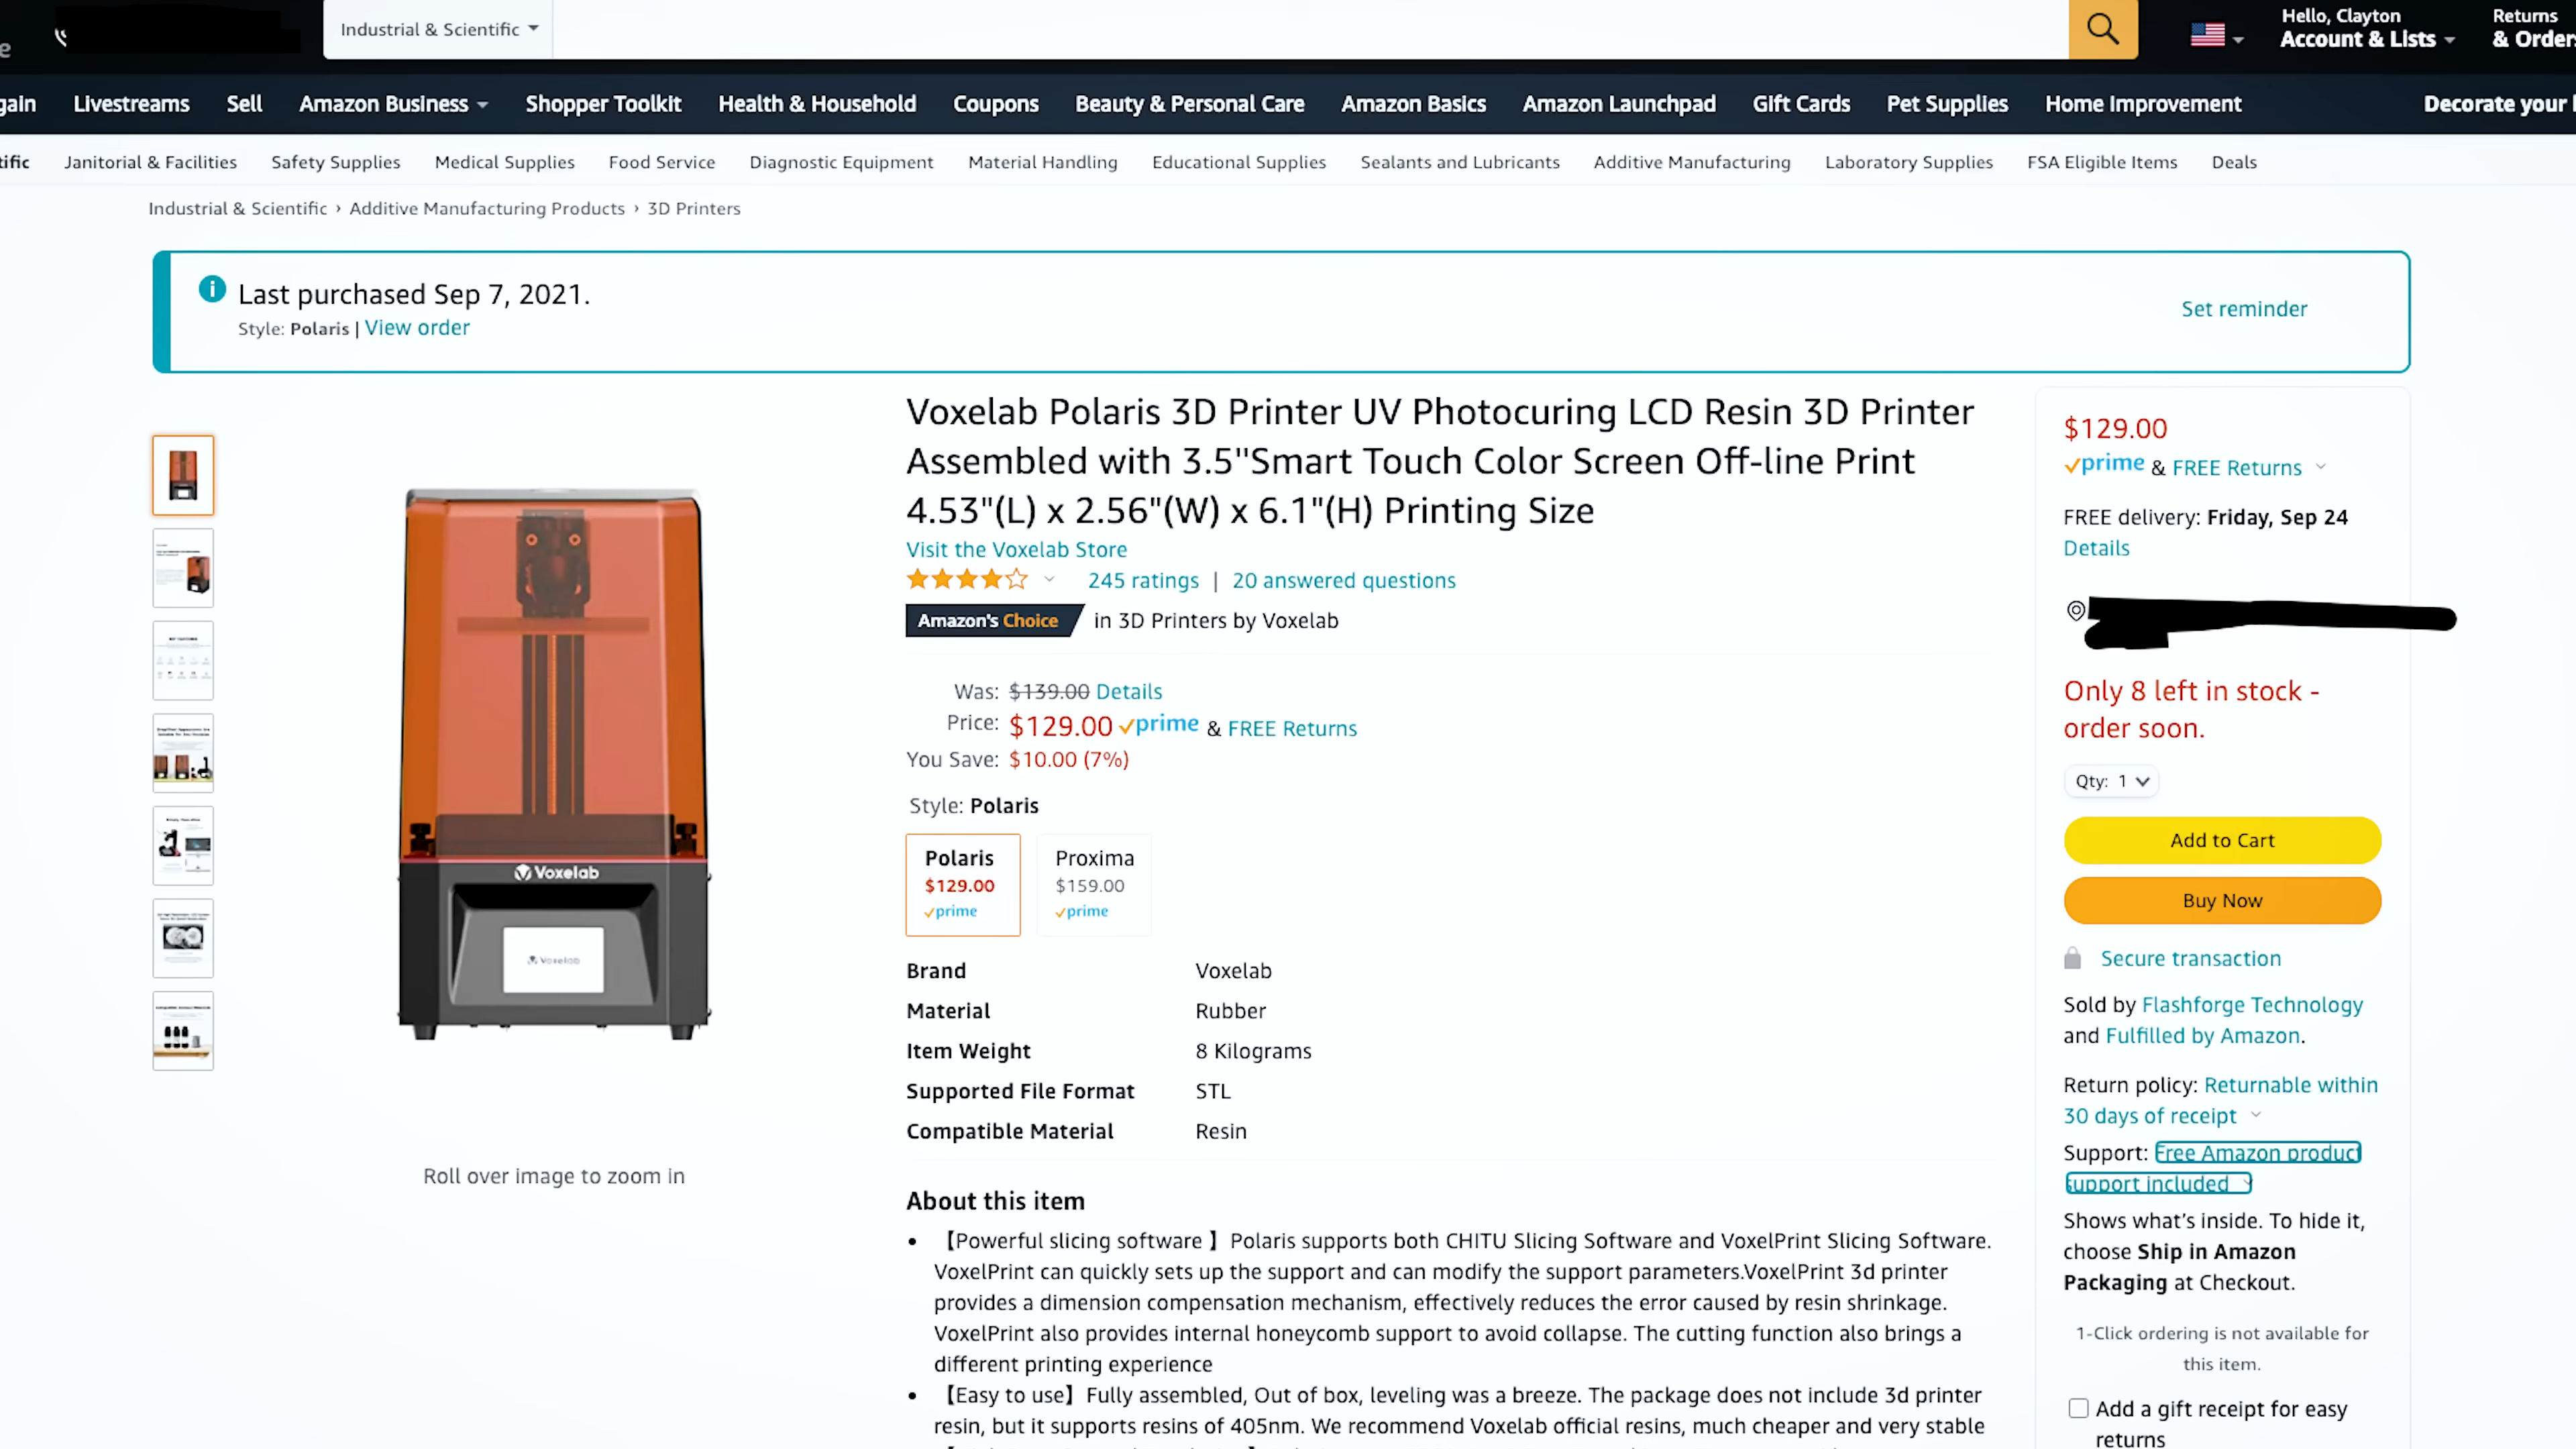 Industrial & Scientific
Hello, Clayton
Account & Lists
Returns
& Order
gain Livestreams Sell Amazon Business Shopper Toolkit Health & Household Coupons Beauty & Personal Care Amazon Basics Amazon Launchpad Gift Cards Pet Supplies Home Improvement Decorate your
tific Janitorial & Facilities Safety Supplies Medical Supplies Food Service Diagnostic Equipment Material Handling Educational Supplies Sealants and Lubricants Additive Manufacturing Laboratory Supplies FSA Eligible Items Deals
Industrial & Scientific › Additive Manufacturing Products › 3D Printers
Last purchased Sep 7, 2021.
Style: Polaris | View order
Set reminder
Voxelab
Voxelab
Roll over image to zoom in
Voxelab Polaris 3D Printer UV Photocuring LCD Resin 3D Printer
Assembled with 3.5''Smart Touch Color Screen Off-line Print
4.53"(L) x 2.56"(W) x 6.1"(H) Printing Size
Visit the Voxelab Store
245 ratings | 20 answered questions
Amazon's Choice in 3D Printers by Voxelab
Was: $139.00 Details
Price: $129.00 prime & FREE Returns
You Save: $10.00 (7%)
Style: Polaris
Polaris
$129.00
prime
Proxima
$159.00
prime
Brand Voxelab
Material Rubber
Item Weight 8 Kilograms
Supported File Format STL
Compatible Material Resin
About this item
• 【Powerful slicing software 】Polaris supports both CHITU Slicing Software and VoxelPrint Slicing Software.
VoxelPrint can quickly sets up the support and can modify the support parameters.VoxelPrint 3d printer
provides a dimension compensation mechanism, effectively reduces the error caused by resin shrinkage.
VoxelPrint also provides internal honeycomb support to avoid collapse. The cutting function also brings a
different printing experience
• 【Easy to use】Fully assembled, Out of box, leveling was a breeze. The package does not include 3d printer
resin, but it supports resins of 405nm. We recommend Voxelab official resins, much cheaper and very stable
$129.00
prime & FREE Returns
FREE delivery: Friday, Sep 24
Details
Only 8 left in stock -
order soon.
Qty: 1
Add to Cart
Buy Now
Secure transaction
Sold by Flashforge Technology
and Fulfilled by Amazon.
Return policy: Returnable within
30 days of receipt
Support: Free Amazon product
support included
Shows what's inside. To hide it,
choose Ship in Amazon
Packaging at Checkout.
1-Click ordering is not available for
this item.
Add a gift receipt for easy
returns